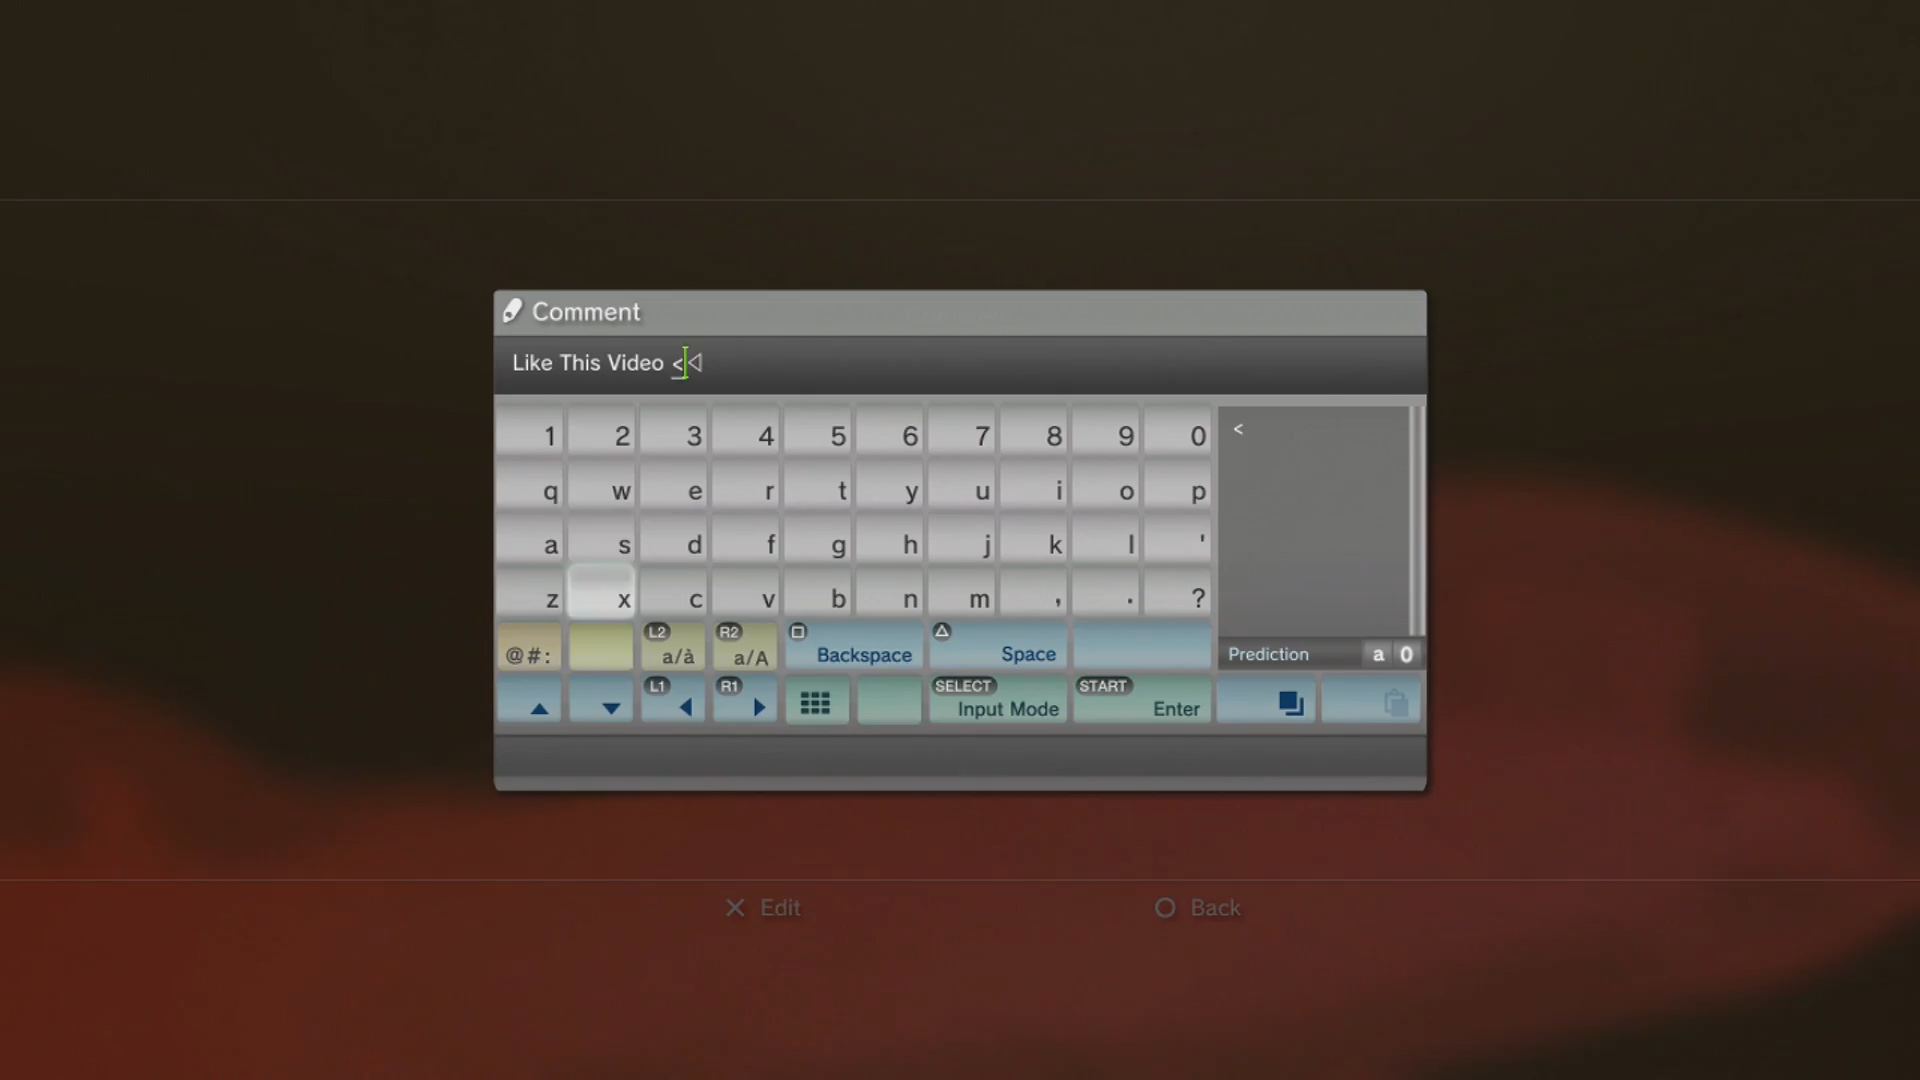 Comment
Like This Video <
1 2 3 4 5 6 7 8 9 0
<
q w e r t y u i o p
a s d f g h j k l '
z x c v b n m , . ?
@#: L2 a/à R2 a/A Backspace Space
Prediction a 0
L1 R1 SELECT Input Mode START Enter
Edit Back